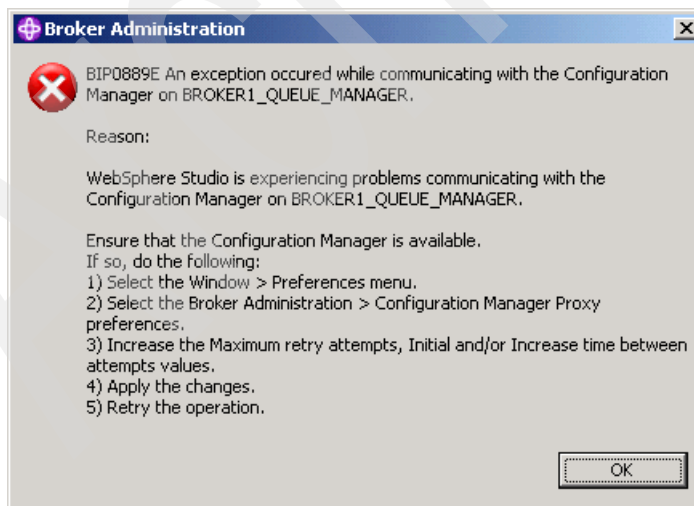 Broker Administration
BIP0889E An exception occured while communicating with the Configuration
Manager on BROKER1_QUEUE_MANAGER.
Reason:
WebSphere Studio is experiencing problems communicating with the
Configuration Manager on BROKER1_QUEUE_MANAGER.
Ensure that the Configuration Manager is available.
If so, do the following:
1) Select the Window > Preferences menu.
2) Select the Broker Administration > Configuration Manager Proxy
preferences.
3) Increase the Maximum retry attempts, Initial and/or Increase time between
attempts values.
4) Apply the changes.
5) Retry the operation.
OK